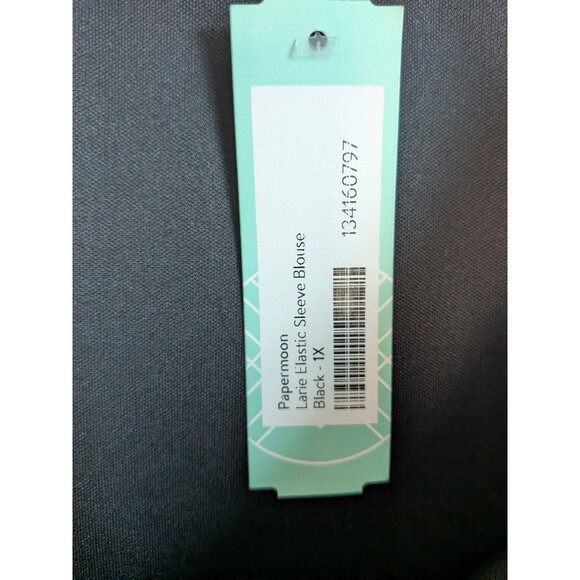 Papermoon
Larie Elastic Sleeve Blouse
Black - 1X
134160797